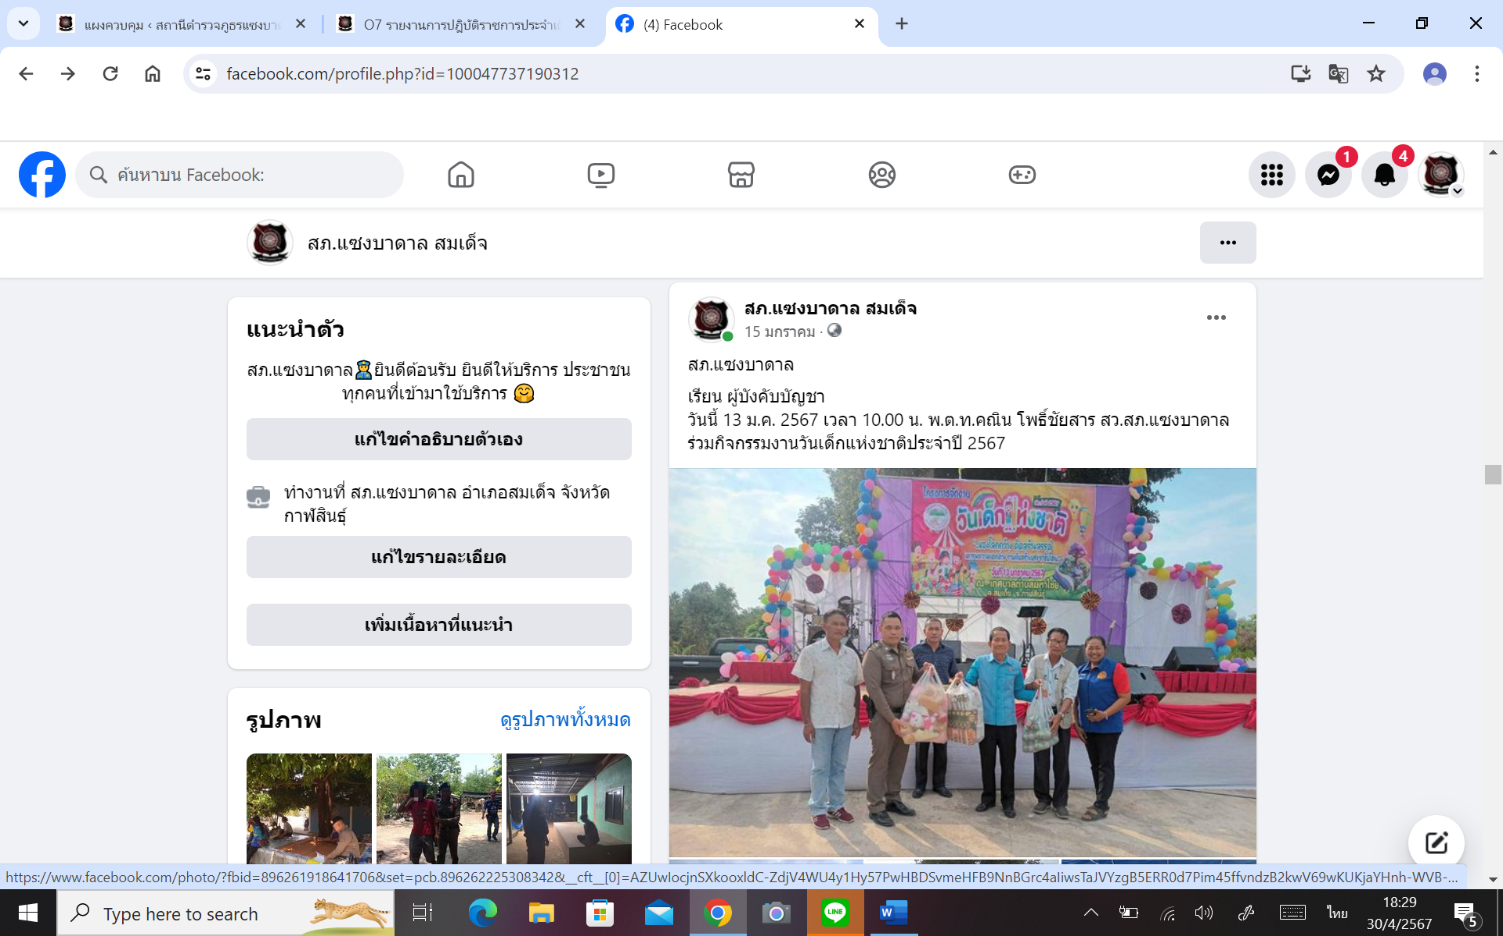 แผงควบคุม ‹ สถานีตำรวจภูธรแซงบา
O7 รายงานการปฏิบัติราชการประจำ
(4) Facebook
facebook.com/profile.php?id=100047737190312
ค้นหาบน Facebook:
1
4
สภ.แซงบาดาล สมเด็จ
แนะนำตัว
สภ.แซงบาดาล👮ยินดีต้อนรับ ยินดีให้บริการ ประชาชน
ทุกคนที่เข้ามาใช้บริการ 🤗
แก้ไขคำอธิบายตัวเอง
ทำงานที่ สภ.แซงบาดาล อำเภอสมเด็จ จังหวัด
กาฬสินธุ์
แก้ไขรายละเอียด
เพิ่มเนื้อหาที่แนะนำ
รูปภาพ
ดูรูปภาพทั้งหมด
สภ.แซงบาดาล สมเด็จ
15 มกราคม ·
สภ.แซงบาดาล
เรียน ผู้บังคับบัญชา
วันนี้ 13 ม.ค. 2567 เวลา 10.00 น. พ.ต.ท.คณิน โพธิ์ชัยสาร สว.สภ.แซงบาดาล
ร่วมกิจกรรมงานวันเด็กแห่งชาติประจำปี 2567
วันเด็กแห่งชาติ
Type here to search
ไทย
18:29
30/4/2567
5